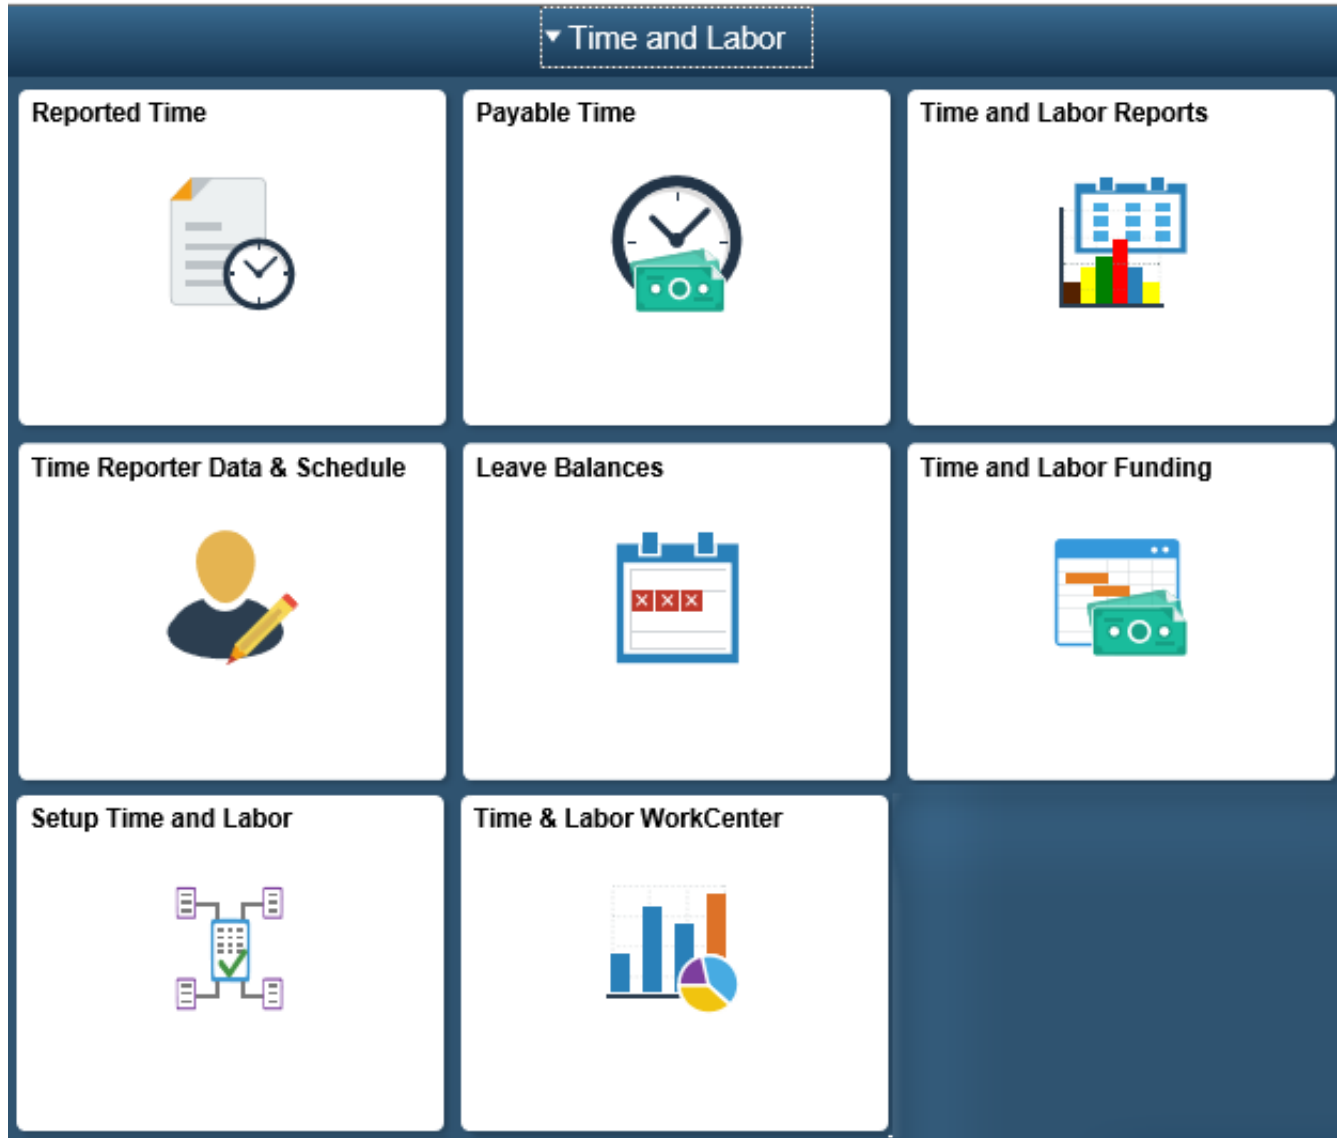 Time and Labor
Reported Time
Payable Time
Time and Labor Reports
Time Reporter Data & Schedule
Leave Balances
Time and Labor Funding
Setup Time and Labor
Time & Labor WorkCenter